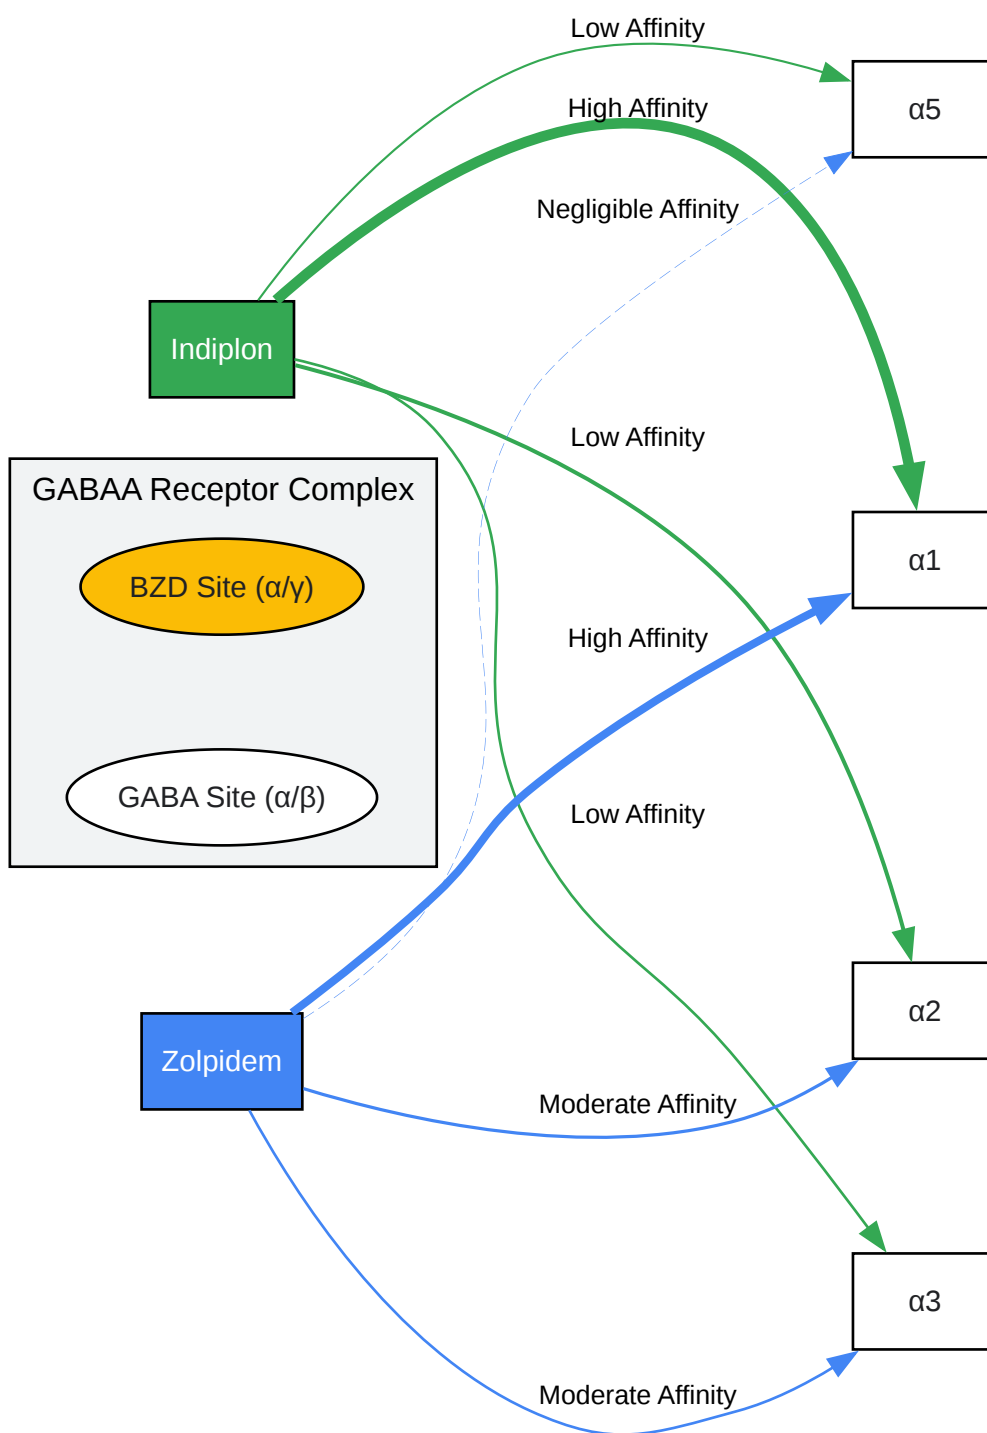 Low Affinity
α5
High Affinity
Negligible Affinity
Indiplon
Low Affinity
GABAA Receptor Complex
α1
BZD Site (α/γ)
High Affinity
GABA Site (α/β)
Low Affinity
α2
Zolpidem
Moderate Affinity
α3
Moderate Affinity